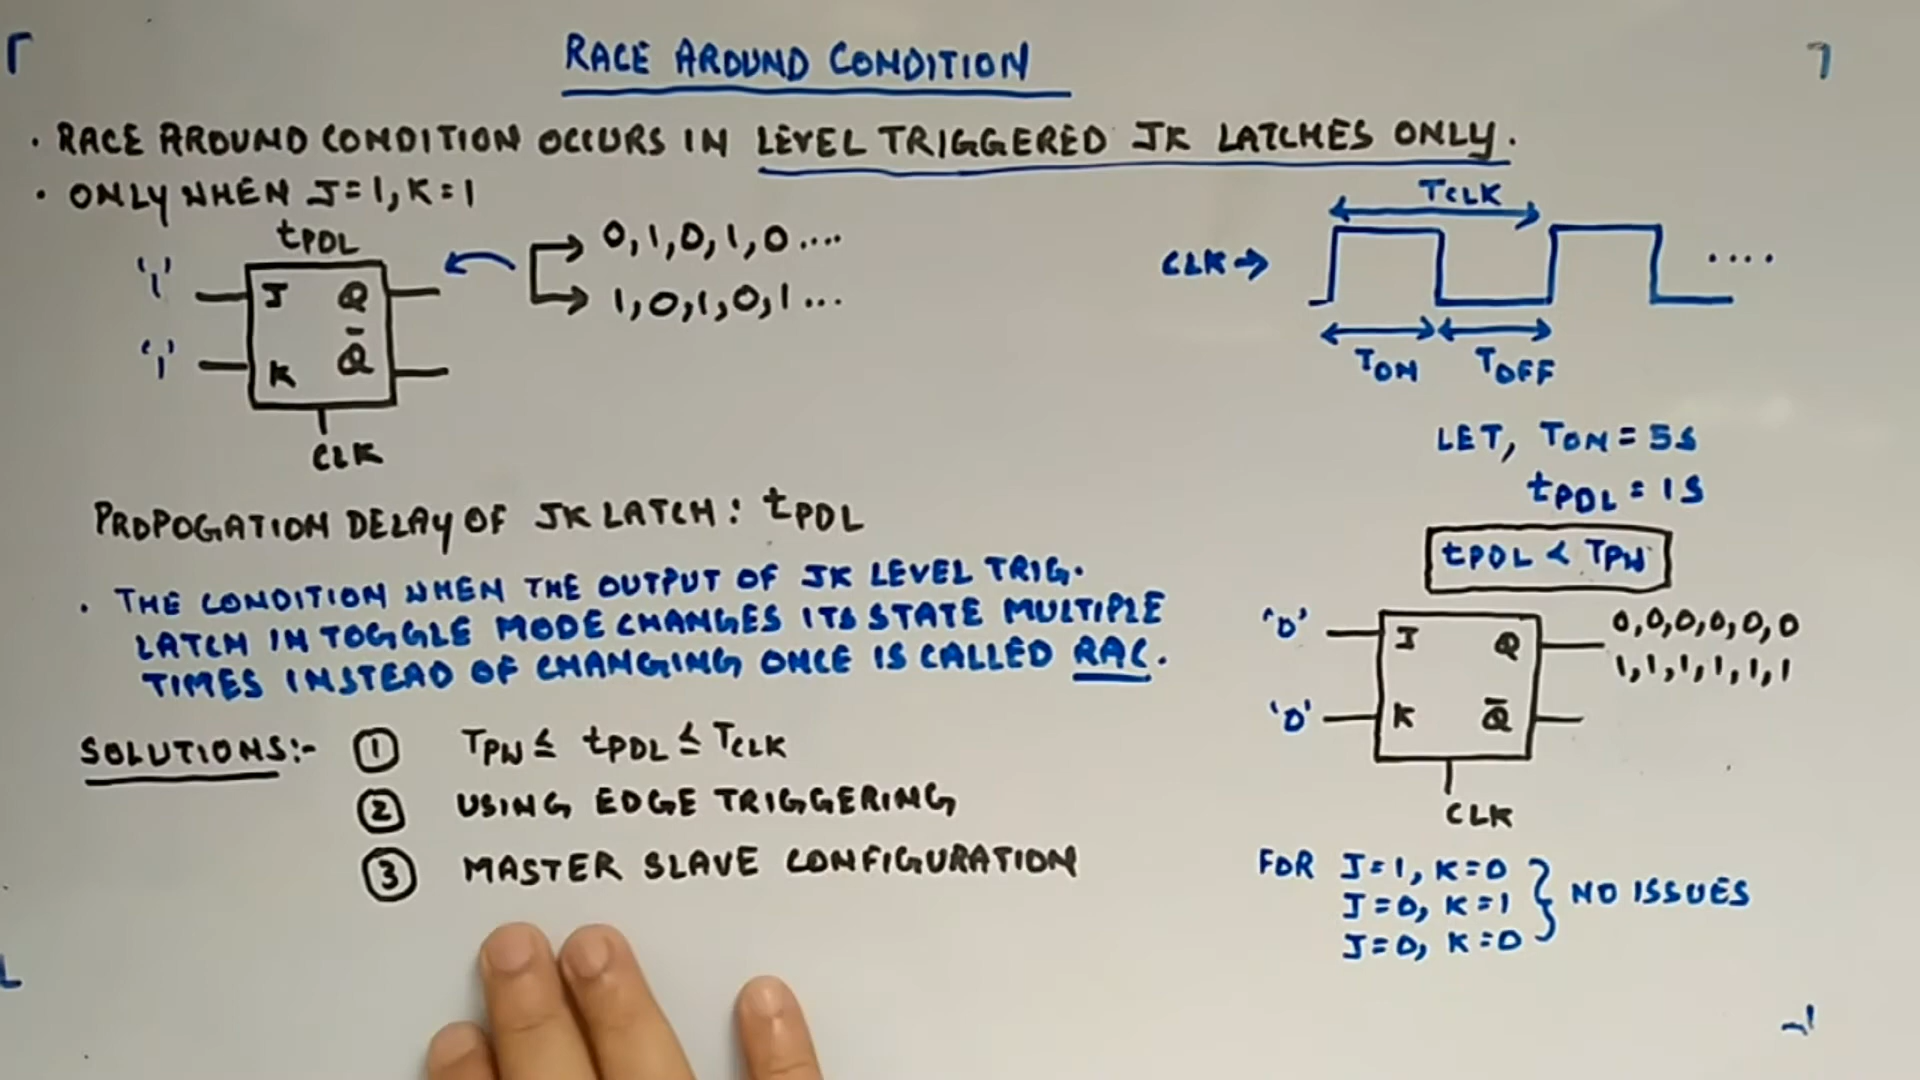 RACE AROUND CONDITION
. RACE AROUND CONDITION OCCURS IN LEVEL TRIGGERED JK LATCHES ONLY.
. ONLY WHEN J=1, K=1
tPDL
'1'
J Q
'1'
K Q̅
CLK
0,1,0,1,0....
1,0,1,0,1...
TCLK
CLK→ ....
TON TOFF
LET, TON = 5s
tPDL = 1s
tPDL < TPW
PROPOGATION DELAY OF JK LATCH: tPDL
. THE CONDITION WHEN THE OUTPUT OF JK LEVEL TRIG.
LATCH IN TOGGLE MODE CHANGES ITS STATE MULTIPLE
TIMES INSTEAD OF CHANGING ONCE IS CALLED RAC.
SOLUTIONS:- ① TPW ≤ tPDL ≤ TCLK
② USING EDGE TRIGGERING
③ MASTER SLAVE CONFIGURATION
'0' J Q 0,0,0,0,0,0
1,1,1,1,1,1
'0' K Q̅
CLK
FOR J=1, K=0
J=0, K=1 } NO ISSUES
J=0, K=0